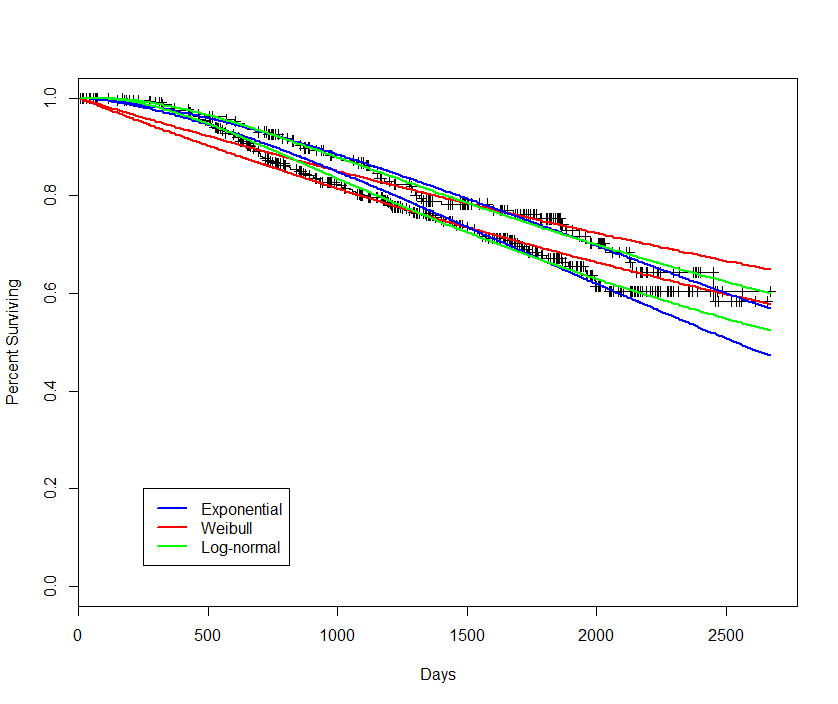 1.0
0.8
0.6
0.4
0.2
0.0
Percent Surviving
Exponential
Weibull
Log-normal
0 500 1000 1500 2000 2500
Days